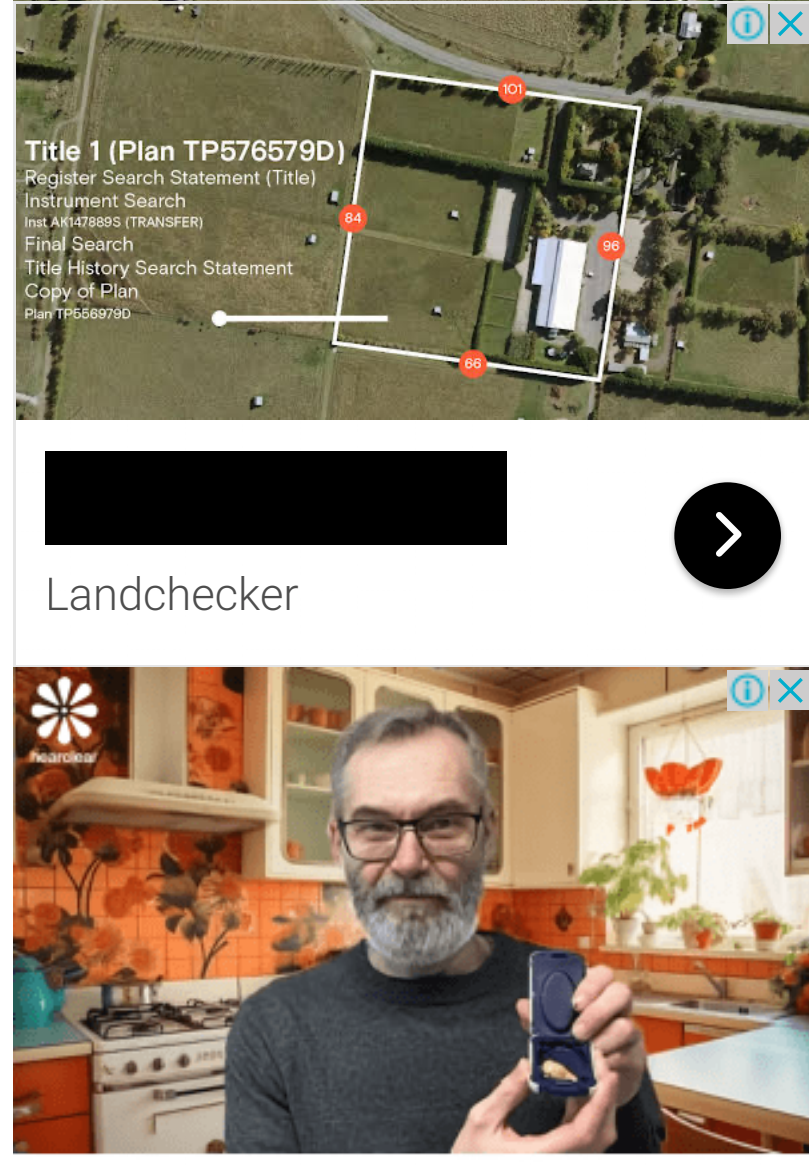 101
Title 1 (Plan TP576579D)
Register Search Statement (Title)
Instrument Search
Inst AK147889S (TRANSFER)
84
96
Final Search
Title History Search Statement
Copy of Plan
Plan TP556979D
66
Landchecker
hearclear